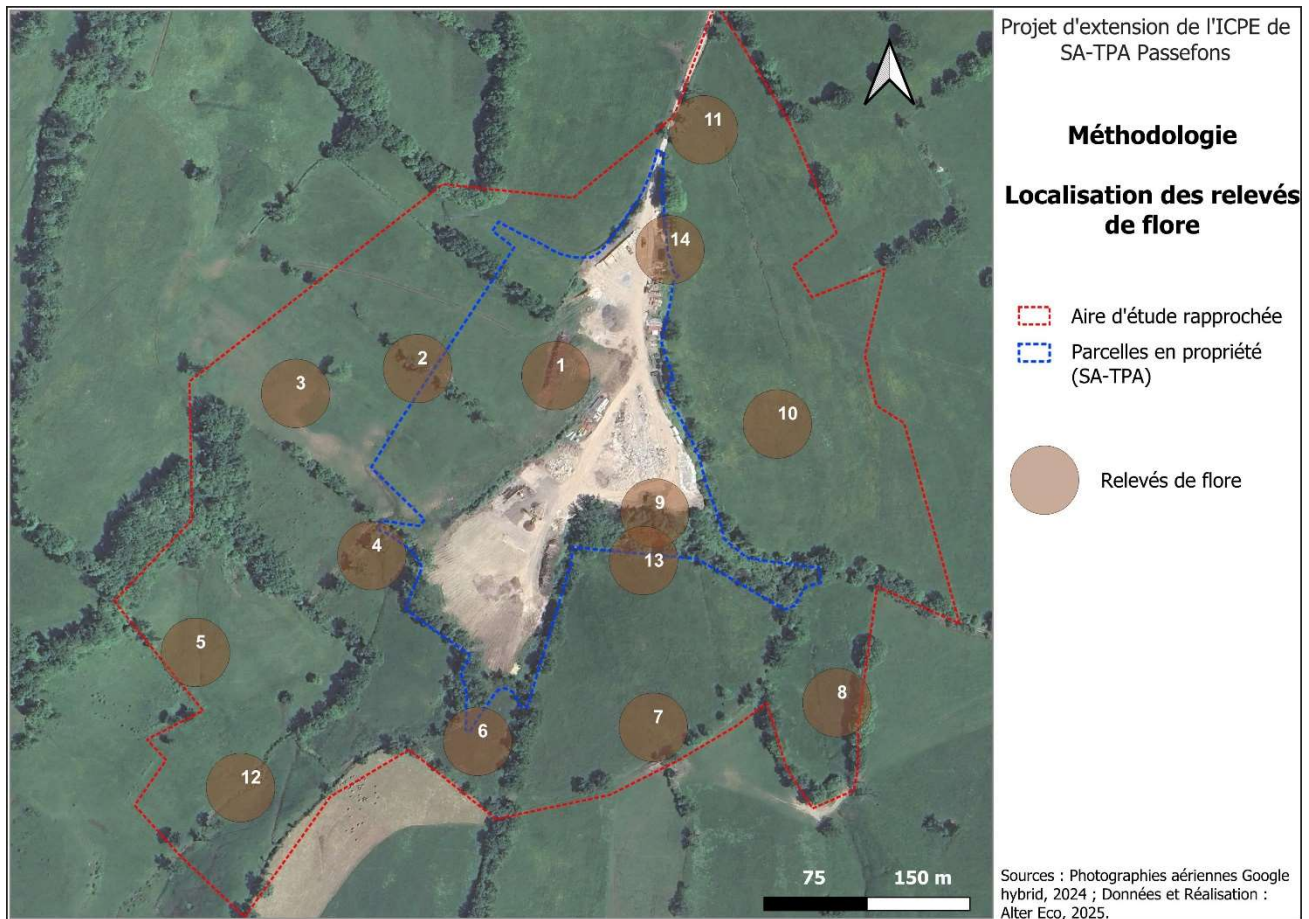 Projet d'extension de l'ICPE de
SA-TPA Passefons
Méthodologie
Localisation des relevés
de flore
Aire d'étude rapprochée
Parcelles en propriété
(SA-TPA)
Relevés de flore
11
14
2
1
3
10
9
4
13
5
8
7
6
12
75
150 m
Sources : Photographies aériennes Google
hybrid, 2024 ; Données et Réalisation :
Alter Eco, 2025.